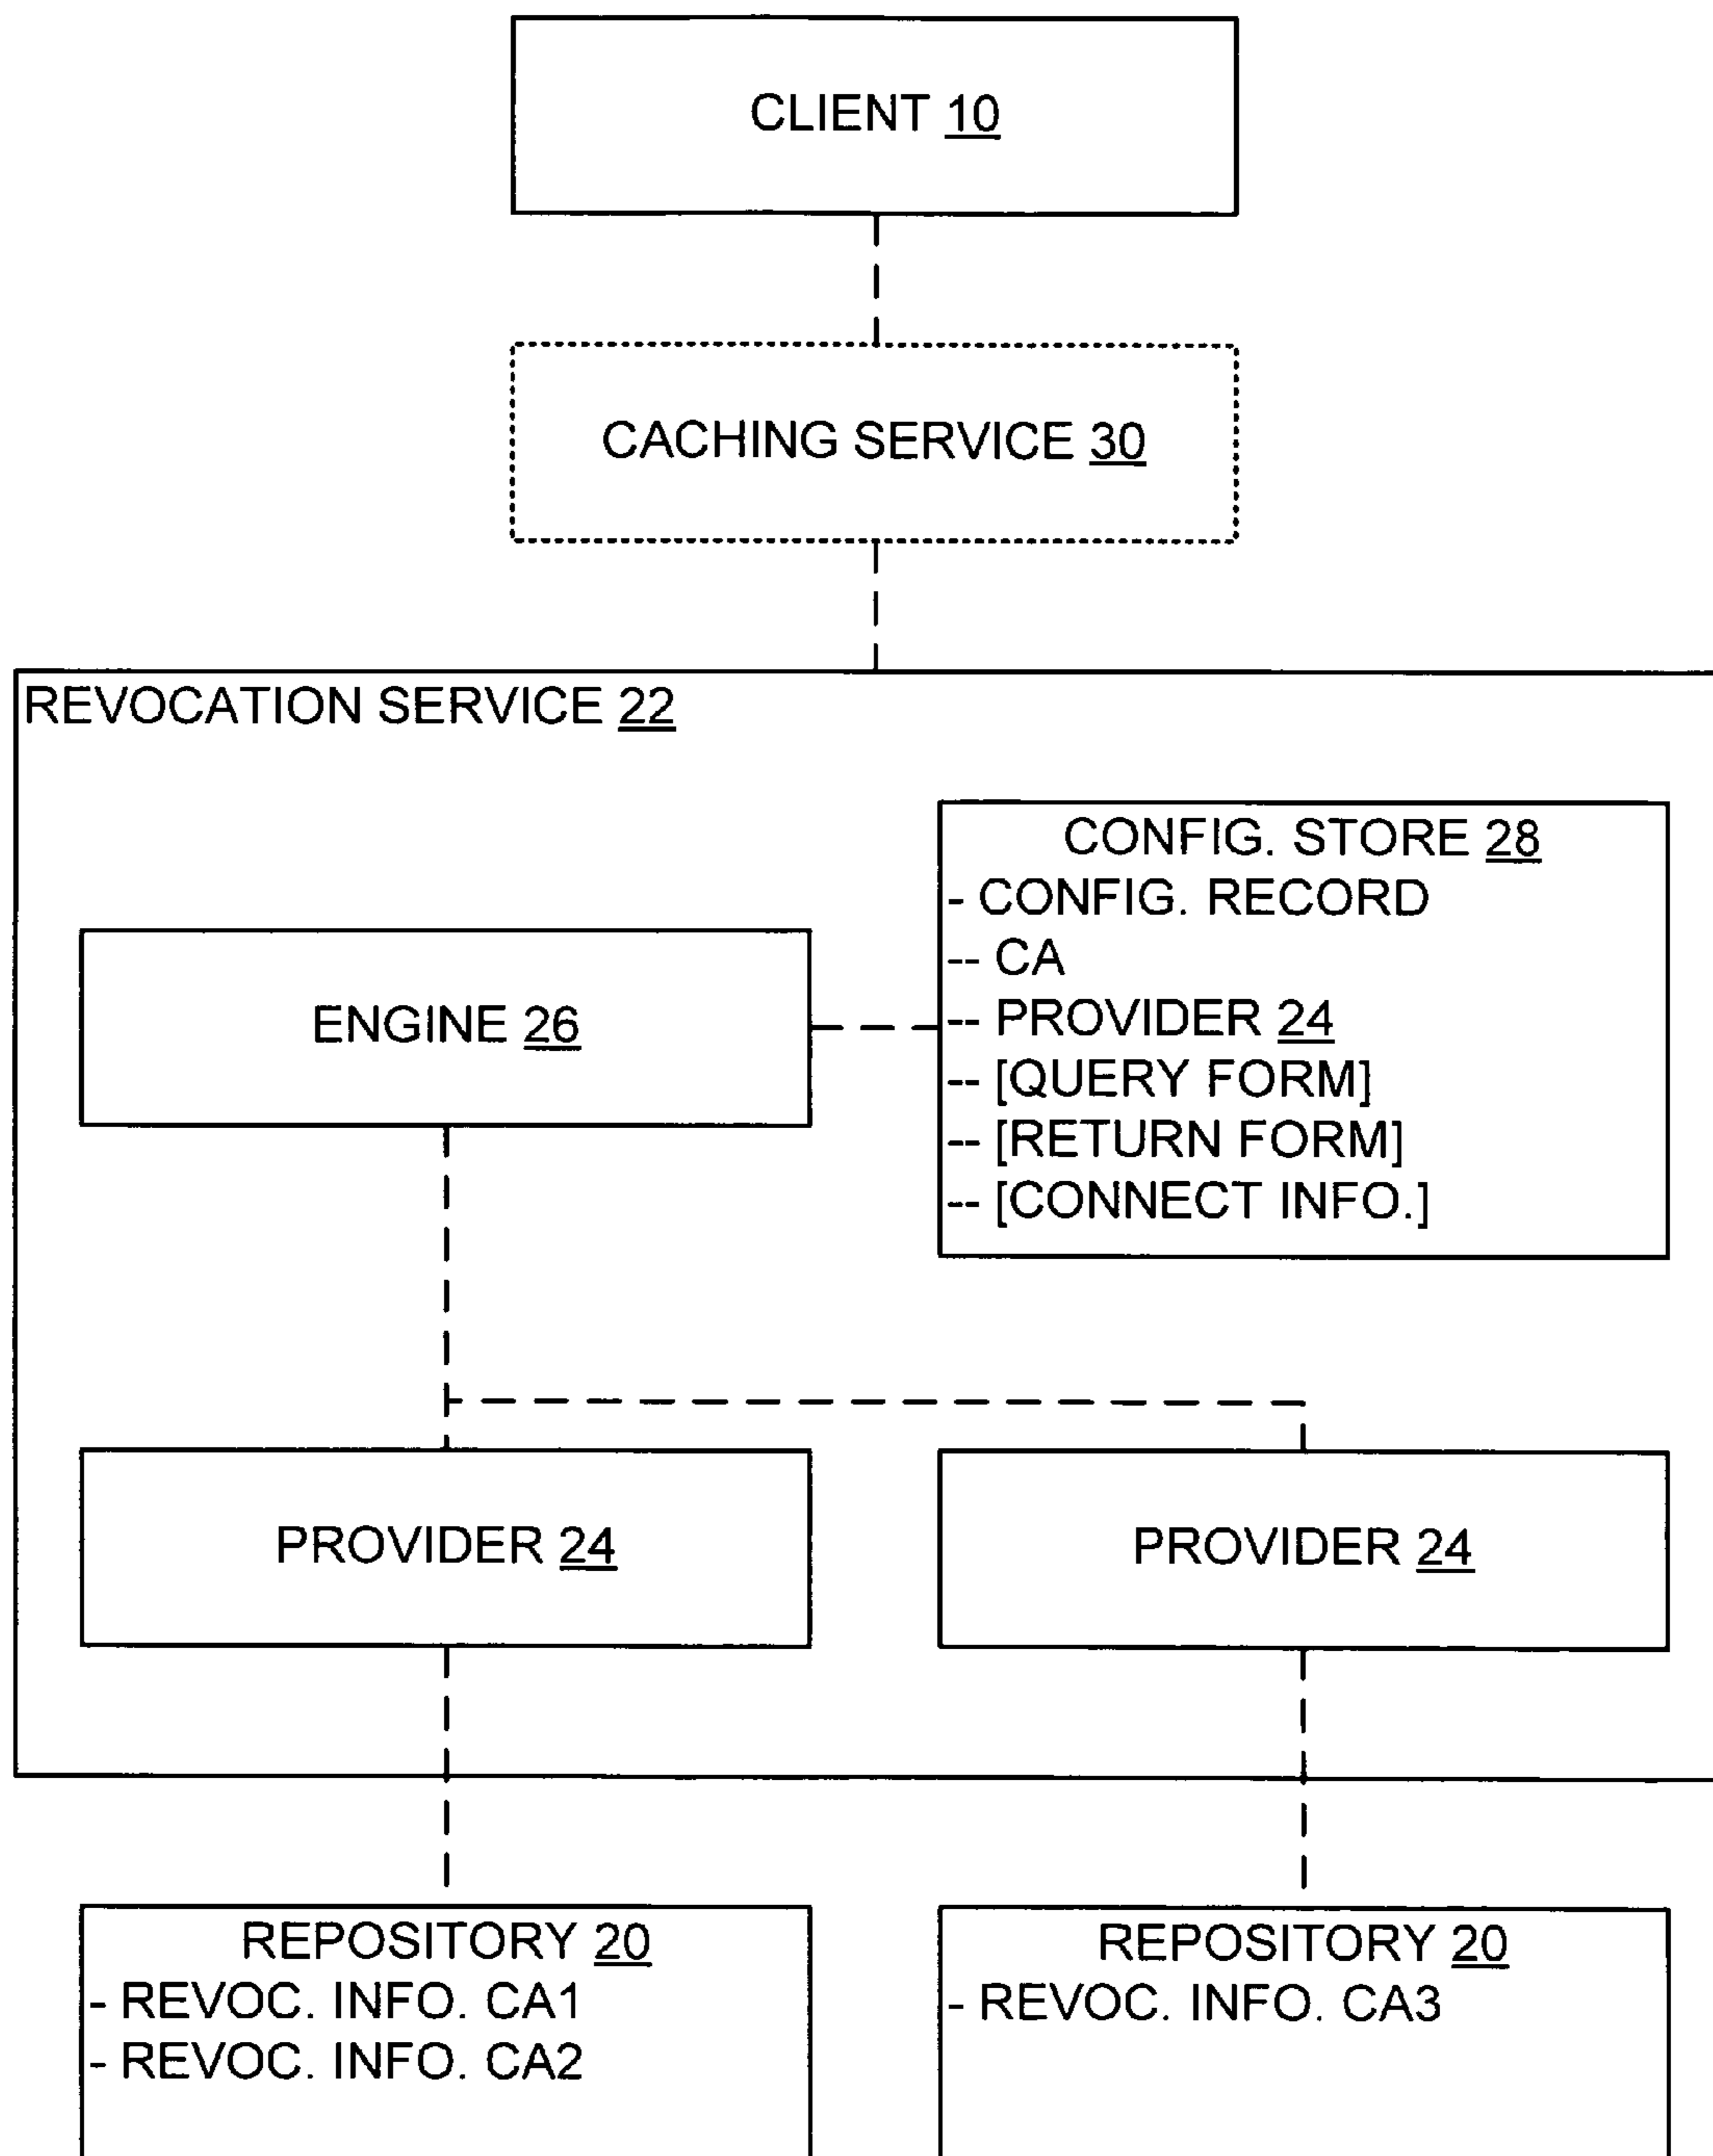 CLIENT 10
CACHING SERVICE 30
REVOCATION SERVICE 22
CONFIG. STORE 28
- CONFIG. RECORD
-- CA
-- PROVIDER 24
-- [QUERY FORM]
-- [RETURN FORM]
-- [CONNECT INFO.]
ENGINE 26
PROVIDER 24
PROVIDER 24
REPOSITORY 20
- REVOC. INFO. CA1
- REVOC. INFO. CA2
REPOSITORY 20
- REVOC. INFO. CA3